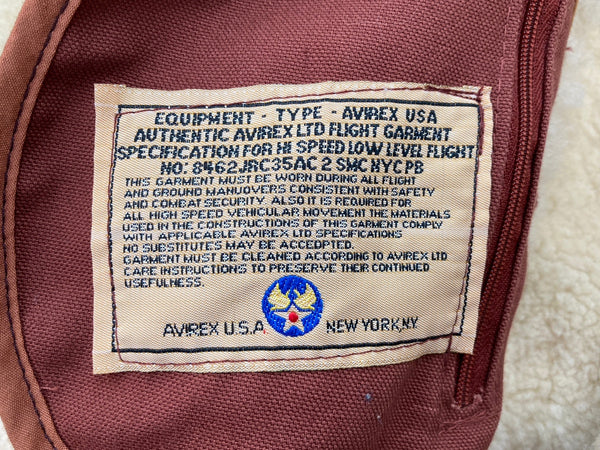 EQUIPMENT - TYPE - AVIREX USA
AUTHENTIC AVIREX LTD FLIGHT GARMENT
SPECIFICATION FOR HI SPEED LOW LEVEL FLIGHT
NO: 8462JRC35AC 2 SMC NYCPB
THIS GARMENT MUST BE WORN DURING ALL FLIGHT
AND GROUND MANUOVERS CONSISTENT WITH SAFETY
AND COMBAT SECURITY. ALSO IT IS REQUIRED FOR
ALL HIGH SPEED VEHICULAR MOVEMENT THE MATERIALS
USED IN THE CONSTRUCTIONS OF THIS GARMENT COMPLY
WITH APPLICABLE AVIREX LTD SPECIFICATIONS
NO SUBSTITUTES MAY BE ACCEOPTED.
GARMENT MUST BE CLEANED ACCORDING TO AVIREX LTD
CARE INSTRUCTIONS TO PRESERVE THEIR CONTINUED
USEFULNESS.
AVIREX U.S.A. NEW YORK,N.Y.